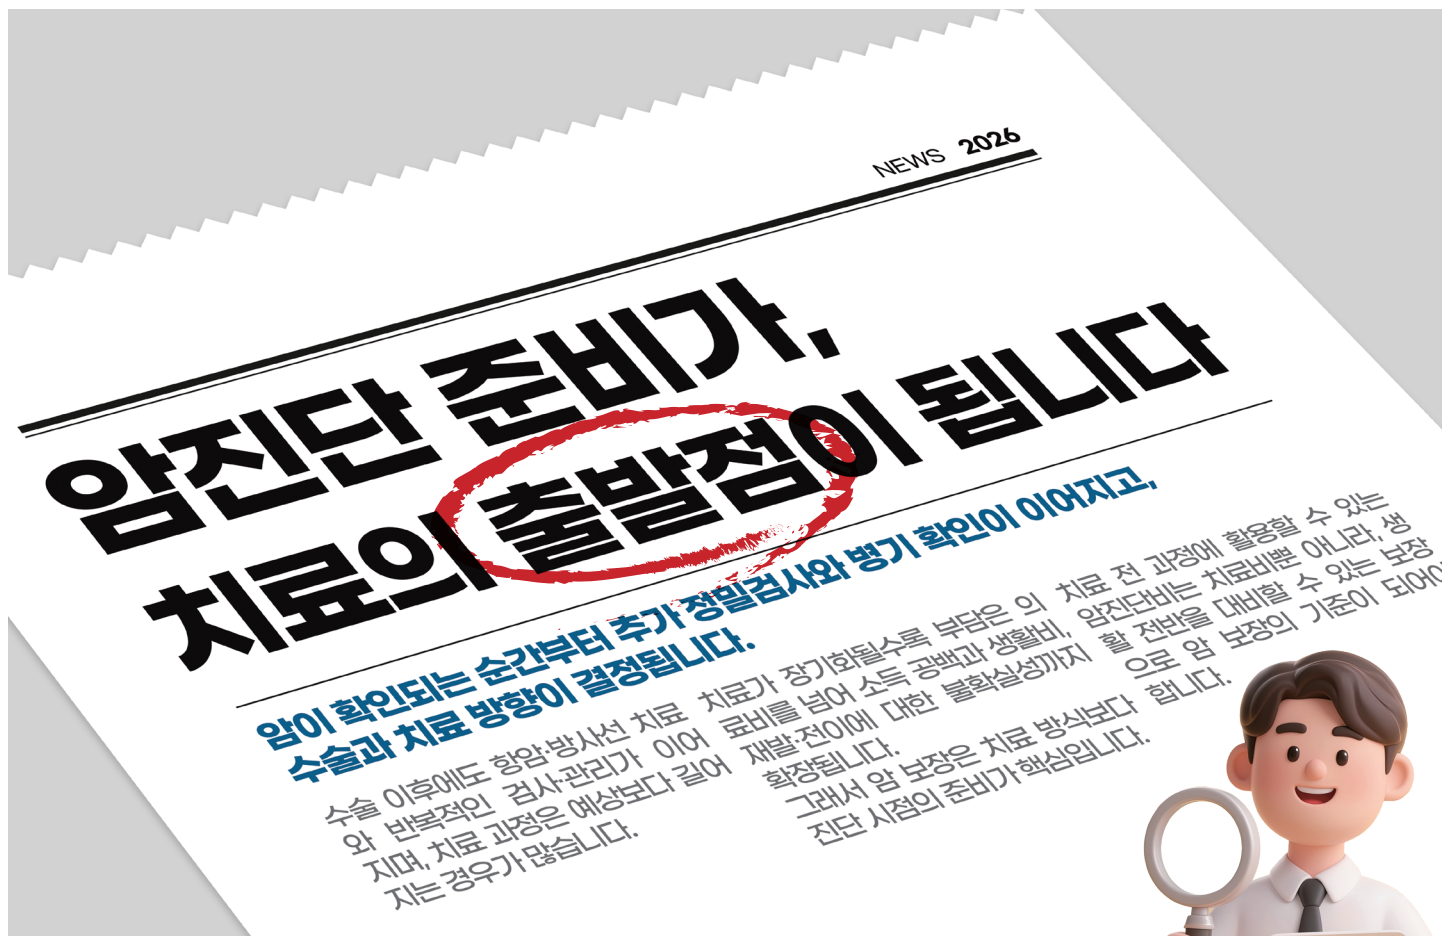 NEWS 2026
암진단 준비가,
치료의 출발점이 됩니다
암이 확인되는 순간부터 추가 정밀검사와 병기 확인이 이어지고,
수술과 치료 방향이 결정됩니다.
수술 이후에도 항암·방사선 치료
와 반복적인 검사·관리가 이어
지며, 치료 과정은 예상보다 길어
지는 경우가 많습니다.
치료가 장기화될수록 부담은 의
료비를 넘어 소득 공백과 생활비,
재발·전이에 대한 불확실성까지
확장됩니다.
그래서 암 보장은 치료 방식보다
진단 시점의 준비가 핵심입니다.
치료 전 과정에 활용할 수 있는
암진단비는 치료비뿐 아니라, 생
활 전반을 대비할 수 있는 보장
으로 암 보장의 기준이 되어야
합니다.